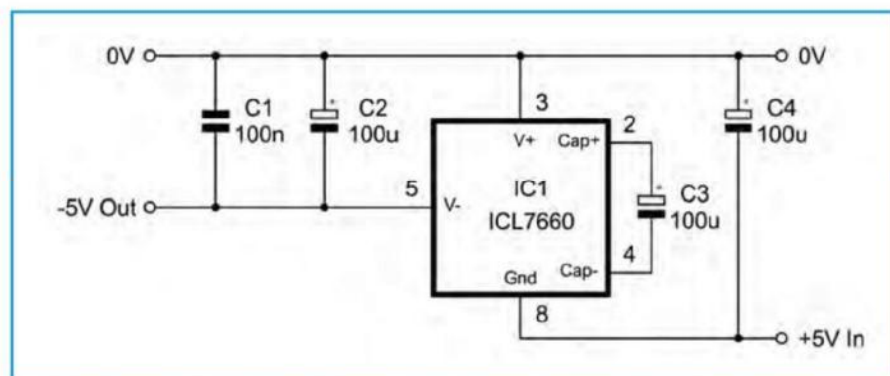 0V
0V
C1
100n
+
C2
100u
3
V+
Cap+
2
+
C4
100u
5
V-
IC1
ICL7660
+
C3
100u
-5V Out
Gnd
Cap-
4
8
+5V In